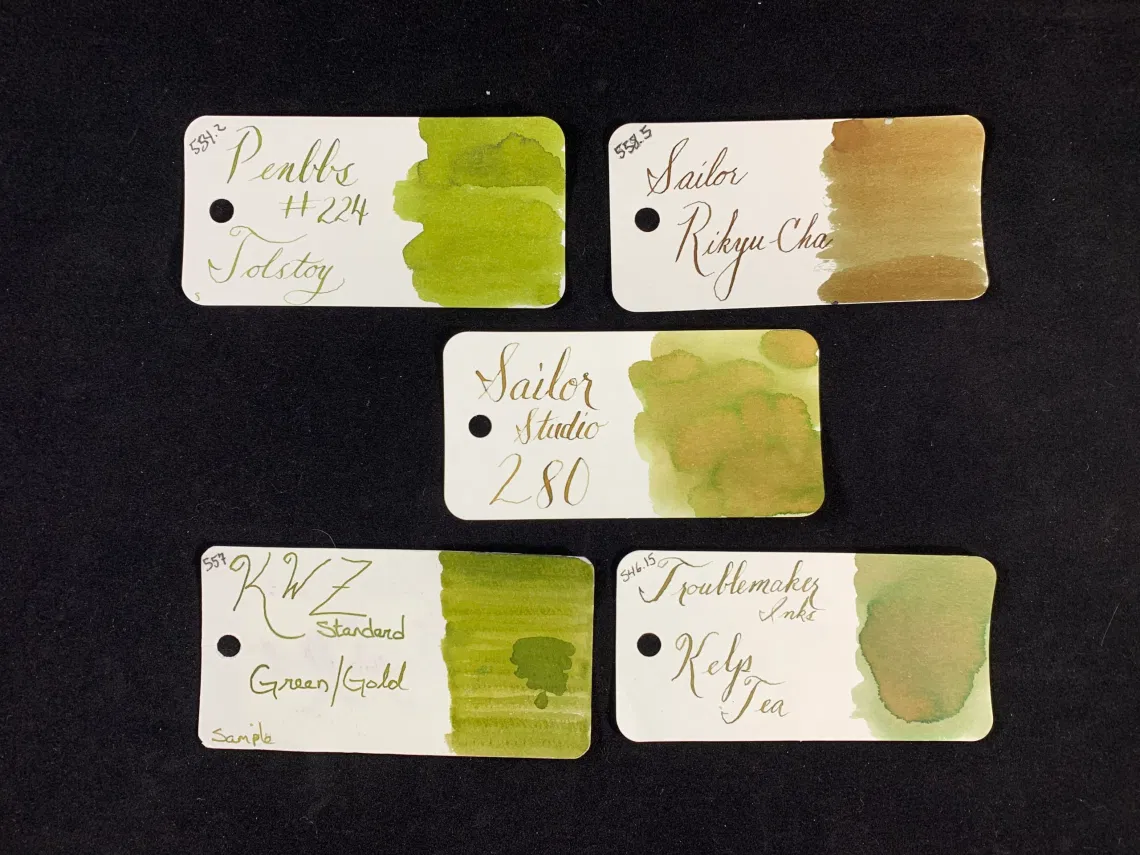 554.2
Penbbs
#224
Tolstoy
5
558.5
Sailor
Rikyu-Cha
Sailor
Studio
280
557
KWZ
Standard
Green/Gold
Sample
546.15
Troublemaker
Inks
Kelp
Tea